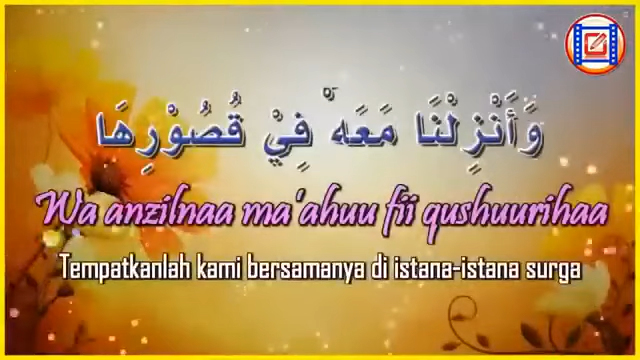 وَأَنْزِلْنَا مَعَهٗ فِيْ قُصُوْرِهَا
Wa anzilnaa ma'ahuu fii qushuurihaa
Tempatkanlah kami bersamanya di istana-istana surga